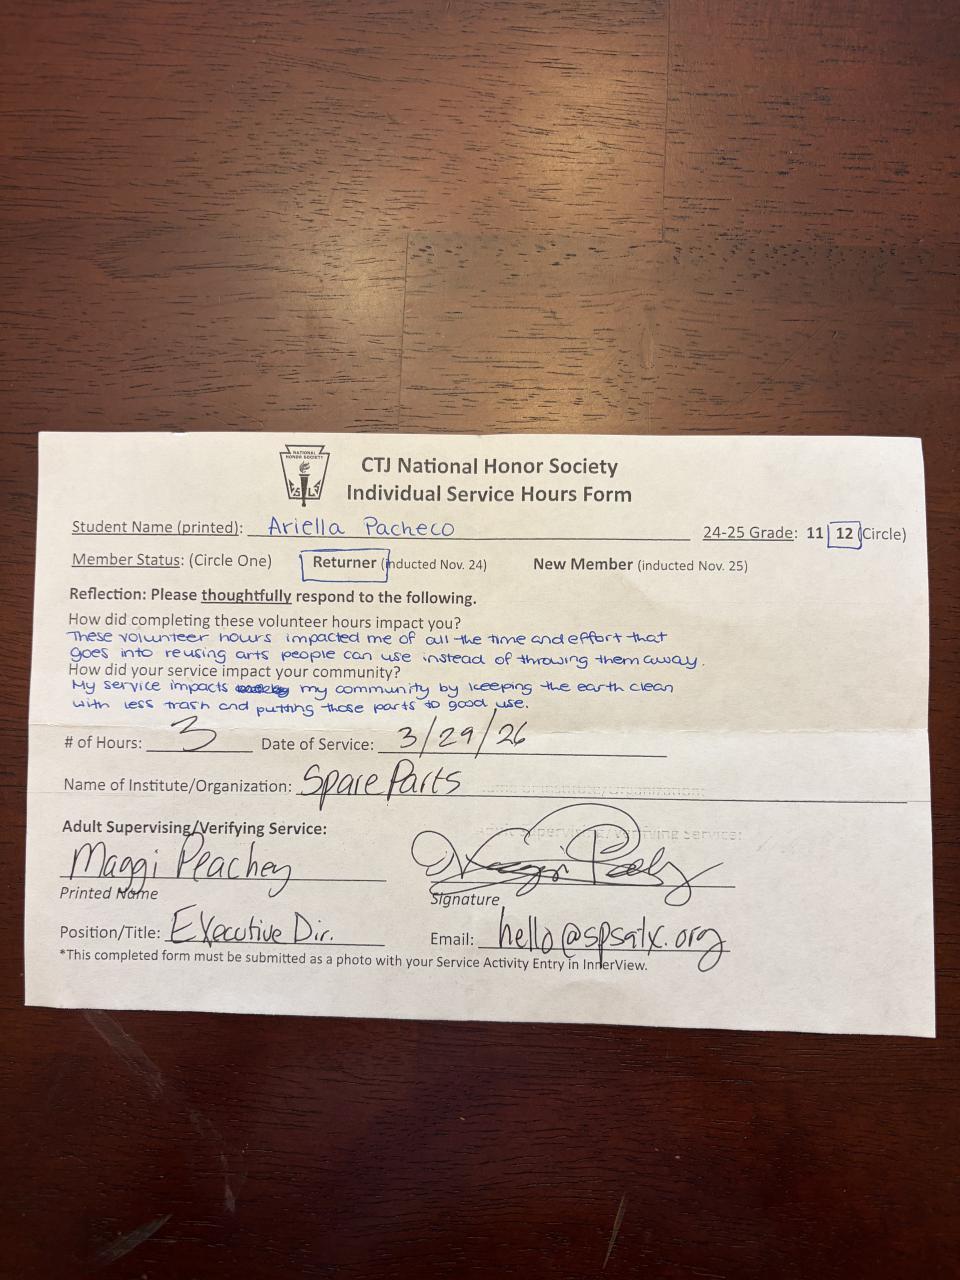 NATIONAL
HONOR SOCIETY
CTJ National Honor Society
Individual Service Hours Form
Student Name (printed): Ariella Pacheco 24-25 Grade: 11 12 (Circle)
Member Status: (Circle One) Returner (inducted Nov. 24) New Member (inducted Nov. 25)
Reflection: Please thoughtfully respond to the following.
How did completing these volunteer hours impact you?
These volunteer hours impacted me of all the time and effort that
goes into reusing arts people can use instead of throwing them away.
How did your service impact your community?
My service impacts my community by keeping the earth clean
with less trash and putting those parts to good use.
# of Hours: 3 Date of Service: 3/29/26
Name of Institute/Organization: Spare Parts
Adult Supervising/Verifying Service:
Maggi Peachey
Printed Name Signature
Position/Title: Executive Dir. Email: hello@spsatx.org
*This completed form must be submitted as a photo with your Service Activity Entry in InnerView.